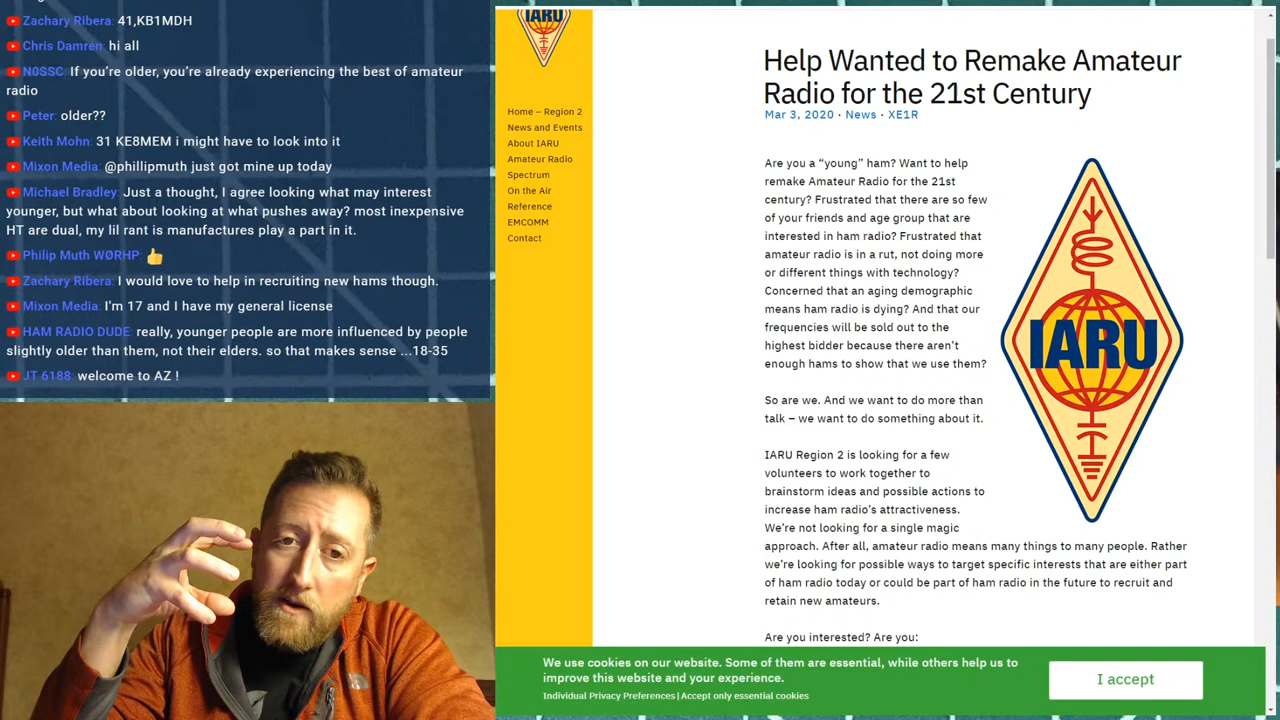 Zachary Ribera: 41,KB1MDH
Chris Damren: hi all
N0SSC: If you're older, you're already experiencing the best of amateur
radio
Peter: older??
Keith Mohn: 31 KE8MEM i might have to look into it
Mixon Media: @phillipmuth just got mine up today
Michael Bradley: Just a thought, I agree looking what may interest
younger, but what about looking at what pushes away? most inexpensive
HT are dual, my lil rant is manufactures play a part in it.
Philip Muth WØRHP: 👍
Zachary Ribera: I would love to help in recruiting new hams though.
Mixon Media: I'm 17 and I have my general license
HAM RADIO DUDE: really, younger people are more influenced by people
slightly older than them, not their elders. so that makes sense ...18-35
JT 6188: welcome to AZ !
IARU
Home – Region 2
News and Events
About IARU
Amateur Radio
Spectrum
On the Air
Reference
EMCOMM
Contact
Help Wanted to Remake Amateur
Radio for the 21st Century
Mar 3, 2020 · News · XE1R
Are you a “young” ham? Want to help
remake Amateur Radio for the 21st
century? Frustrated that there are so few
of your friends and age group that are
interested in ham radio? Frustrated that
amateur radio is in a rut, not doing more
or different things with technology?
Concerned that an aging demographic
means ham radio is dying? And that our
frequencies will be sold out to the
highest bidder because there aren’t
enough hams to show that we use them?
So are we. And we want to do more than
talk – we want to do something about it.
IARU Region 2 is looking for a few
volunteers to work together to
brainstorm ideas and possible actions to
increase ham radio’s attractiveness.
We’re not looking for a single magic
approach. After all, amateur radio means many things to many people. Rather
we’re looking for possible ways to target specific interests that are either part
of ham radio today or could be part of ham radio in the future to recruit and
retain new amateurs.
Are you interested? Are you:
IARU
We use cookies on our website. Some of them are essential, while others help us to
improve this website and your experience.
Individual Privacy Preferences | Accept only essential cookies
I accept